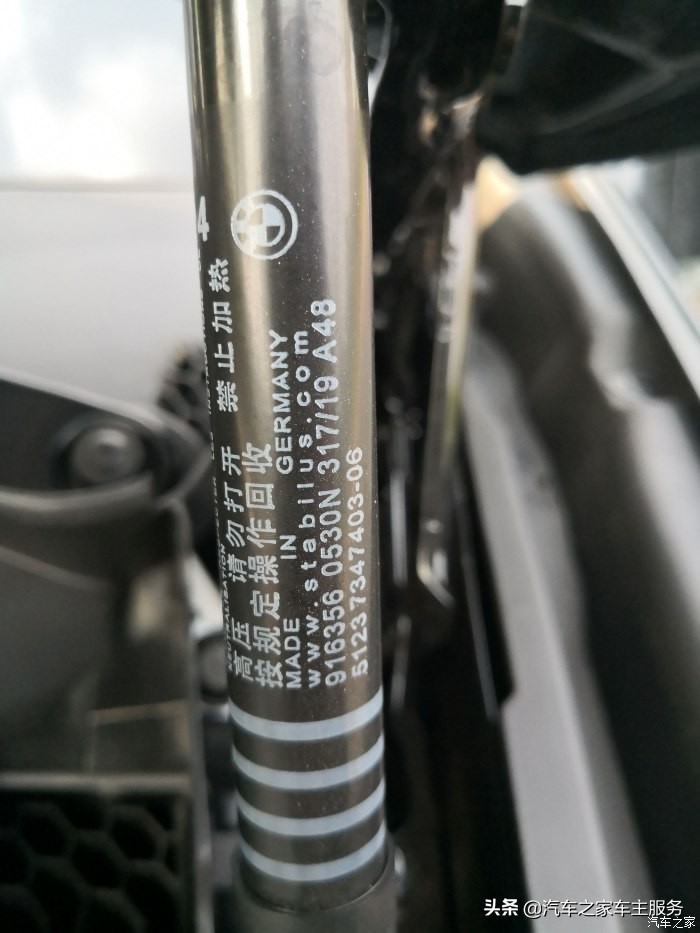 4
高压 请勿打开 禁止加热
按规定操作回收
MADE IN GERMANY
www.stabilus.com
916356 0530N 317/19 A48
51237347403-06
头条 @汽车之家车主服务
汽车之家